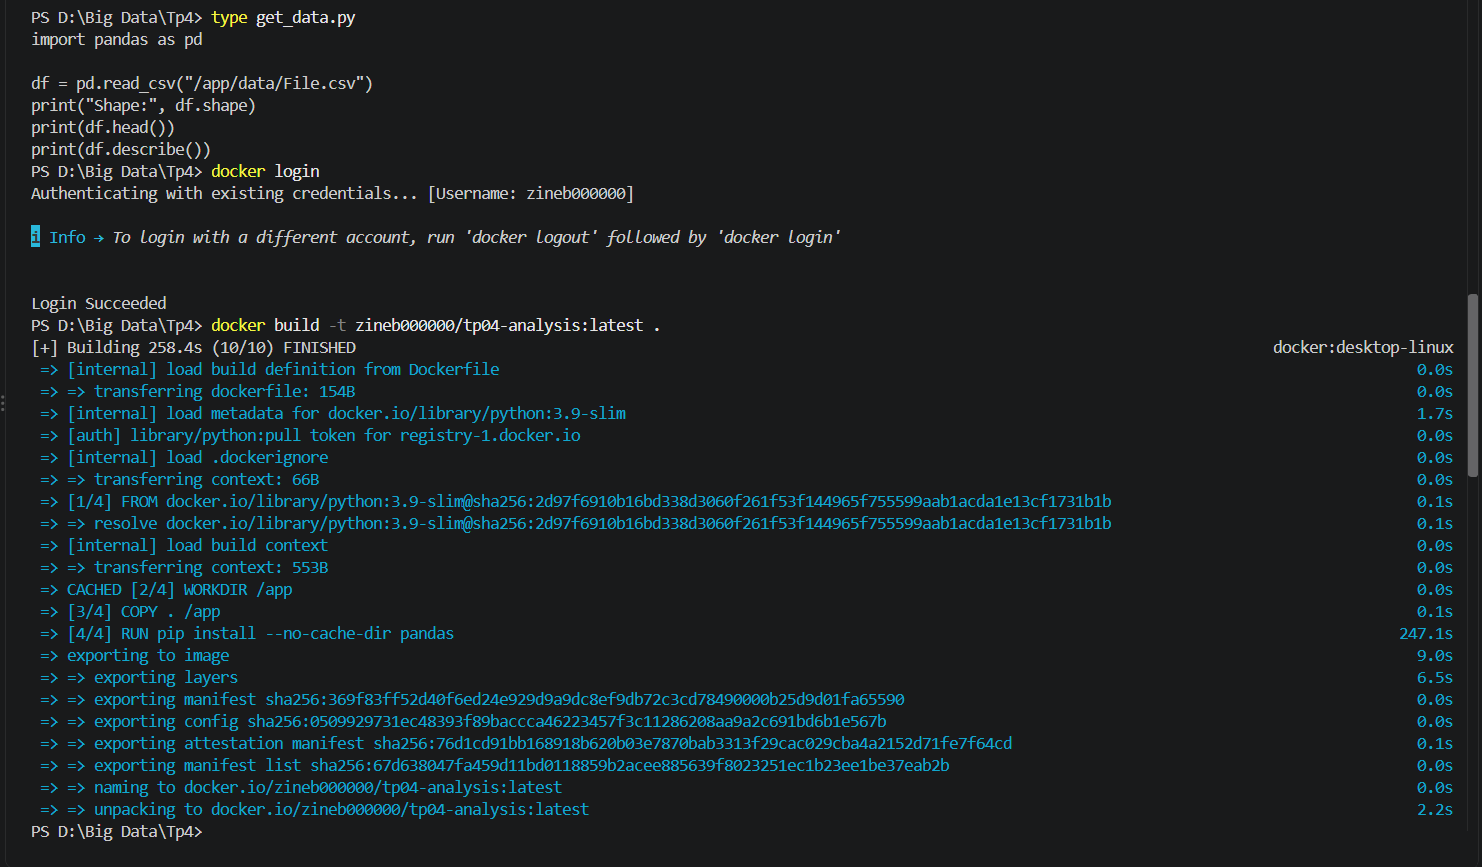 PS D:\Big Data\Tp4> type get_data.py
import pandas as pd
df = pd.read_csv("/app/data/File.csv")
print("Shape:", df.shape)
print(df.head())
print(df.describe())
PS D:\Big Data\Tp4> docker login
Authenticating with existing credentials... [Username: zineb000000]
i Info → To login with a different account, run 'docker logout' followed by 'docker login'
Login Succeeded
PS D:\Big Data\Tp4> docker build -t zineb000000/tp04-analysis:latest .
[+] Building 258.4s (10/10) FINISHED docker:desktop-linux
=> [internal] load build definition from Dockerfile 0.0s
=> => transferring dockerfile: 154B 0.0s
=> [internal] load metadata for docker.io/library/python:3.9-slim 1.7s
=> [auth] library/python:pull token for registry-1.docker.io 0.0s
=> [internal] load .dockerignore 0.0s
=> => transferring context: 66B 0.0s
=> [1/4] FROM docker.io/library/python:3.9-slim@sha256:2d97f6910b16bd338d3060f261f53f144965f755599aab1acda1e13cf1731b1b 0.1s
=> => resolve docker.io/library/python:3.9-slim@sha256:2d97f6910b16bd338d3060f261f53f144965f755599aab1acda1e13cf1731b1b 0.1s
=> [internal] load build context 0.0s
=> => transferring context: 553B 0.0s
=> CACHED [2/4] WORKDIR /app 0.0s
=> [3/4] COPY . /app 0.1s
=> [4/4] RUN pip install --no-cache-dir pandas 247.1s
=> exporting to image 9.0s
=> => exporting layers 6.5s
=> => exporting manifest sha256:369f83ff52d40f6ed24e929d9a9dc8ef9db72c3cd78490000b25d9d01fa65590 0.0s
=> => exporting config sha256:0509929731ec48393f89baccca46223457f3c11286208aa9a2c691bd6b1e567b 0.0s
=> => exporting attestation manifest sha256:76d1cd91bb168918b620b03e7870bab3313f29cac029cba4a2152d71fe7f64cd 0.1s
=> => exporting manifest list sha256:67d638047fa459d11bd0118859b2acee885639f8023251ec1b23ee1be37eab2b 0.0s
=> => naming to docker.io/zineb000000/tp04-analysis:latest 0.0s
=> => unpacking to docker.io/zineb000000/tp04-analysis:latest 2.2s
PS D:\Big Data\Tp4>